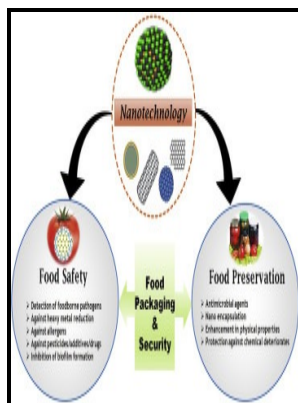 Nanotechnology
Food Safety
➤ Detection of foodborne pathogens
➤ Against heavy metal reduction
➤ Against allergens
➤ Against pesticides/additives/drugs
➤ Inhibition of biofilm formation
Food
Packaging
&
Security
Food Preservation
➤ Antimicrobial agents
➤ Nano encapsulation
➤ Enhancement in physical properties
➤ Protection against chemical deteriorates